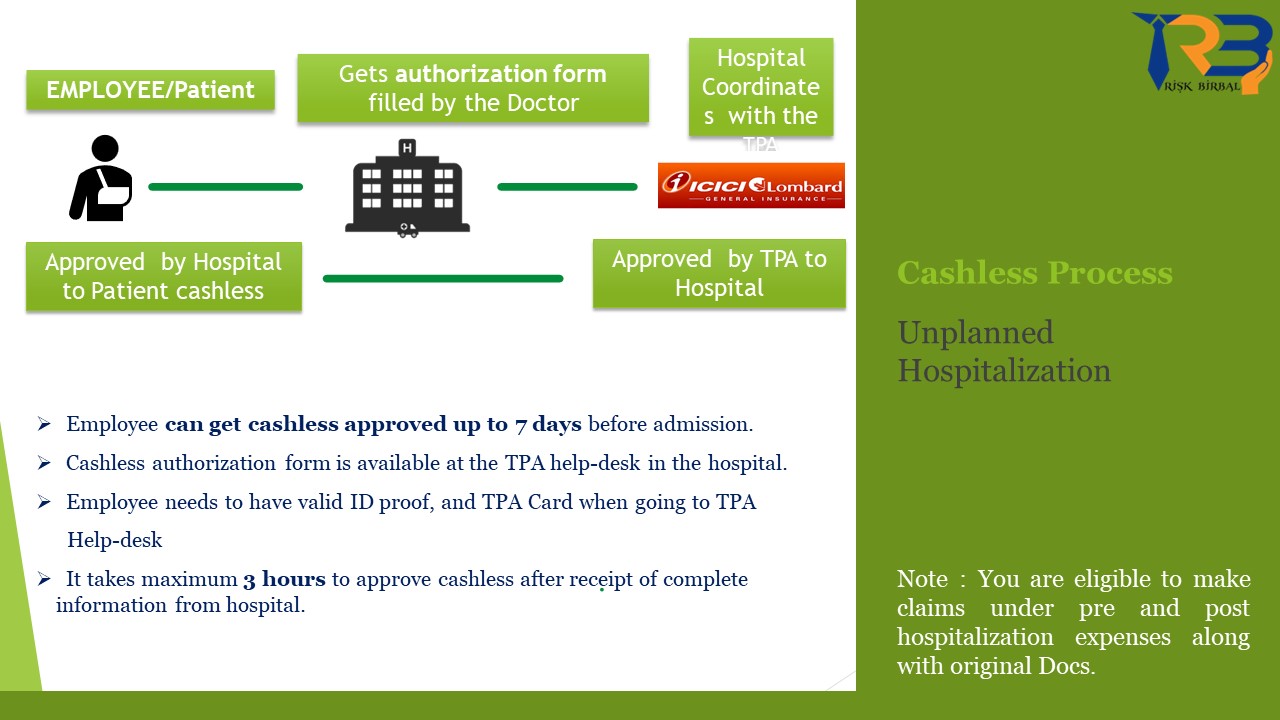 EMPLOYEE/Patient
Gets authorization form
filled by the Doctor
Hospital
Coordinate
s with the
TPA
H
ICICI Lombard
GENERAL INSURANCE
Approved by Hospital
to Patient cashless
Approved by TPA to
Hospital
➢ Employee can get cashless approved up to 7 days before admission.
➢ Cashless authorization form is available at the TPA help-desk in the hospital.
➢ Employee needs to have valid ID proof, and TPA Card when going to TPA
Help-desk
➢ It takes maximum 3 hours to approve cashless after receipt of complete
information from hospital.
RB
RISK BIRBAL
Cashless Process
Unplanned
Hospitalization
Note : You are eligible to make
claims under pre and post
hospitalization expenses along
with original Docs.